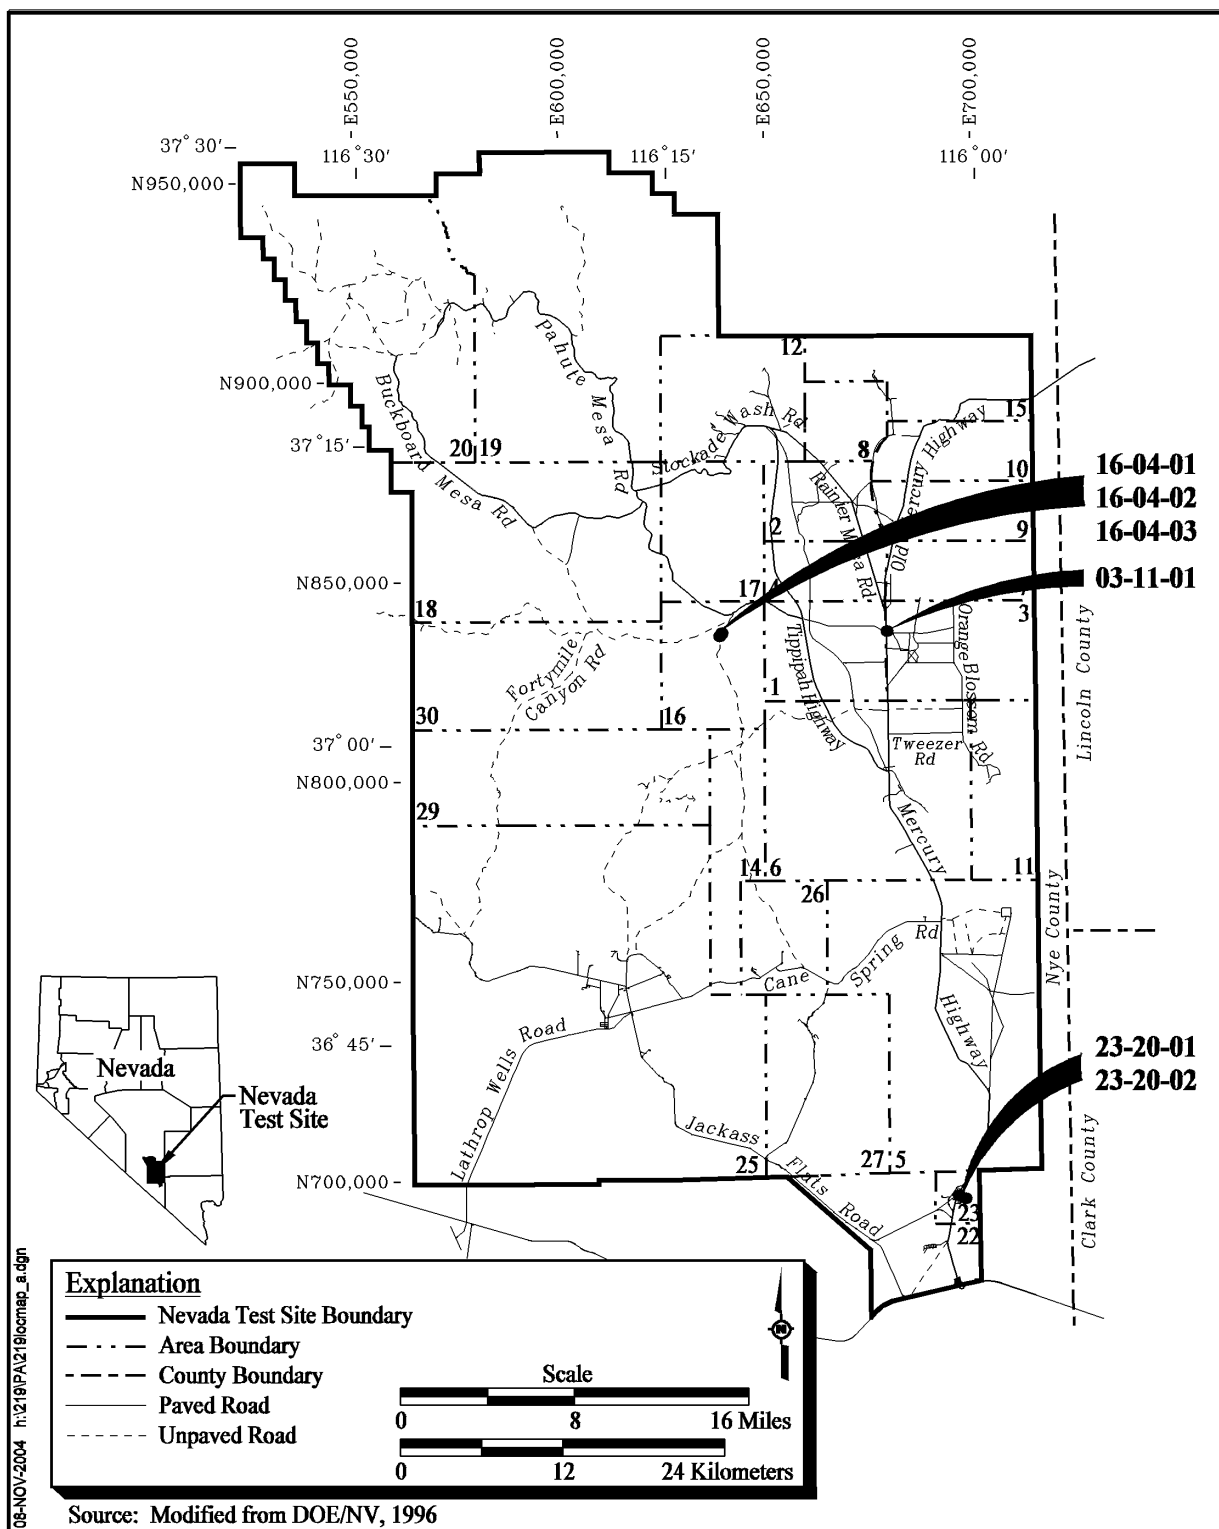 E550,000
E600,000
E650,000
E700,000
37° 30′
116° 30′
116° 15′
116° 00′
N950,000
12
Pahute Mesa Rd
N900,000
Buckboard Mesa Rd
15
Stockade Wash Rd
Old Mercury Highway
37° 15′
20
19
8
10
16-04-01
16-04-02
16-04-03
Rainier Mesa Rd
2
9
N850,000
17
4
7
03-11-01
18
3
Orange Blossom Rd
Lincoln County
Tippipah Highway
Fortymile
Canyon Rd
1
30
16
37° 00′
Tweezer
Rd
N800,000
29
Mercury
14
6
11
26
Nye County
Cane Spring Rd
N750,000
Highway
Nevada
Nevada
Test Site
36° 45′
Lathrop Wells Road
23-20-01
23-20-02
Jackass Flats Road
25
27
5
N700,000
23
22
Clark County
Explanation
Nevada Test Site Boundary
Area Boundary
County Boundary
Paved Road
Unpaved Road
N
Scale
0 8 16 Miles
0 12 24 Kilometers
08-NOV-2004 h:\219\PA\219locmap_a.dgn
Source: Modified from DOE/NV, 1996